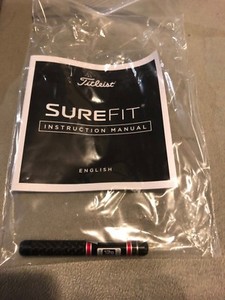 Titleist
SUREFIT®
INSTRUCTION MANUAL
ENGLISH